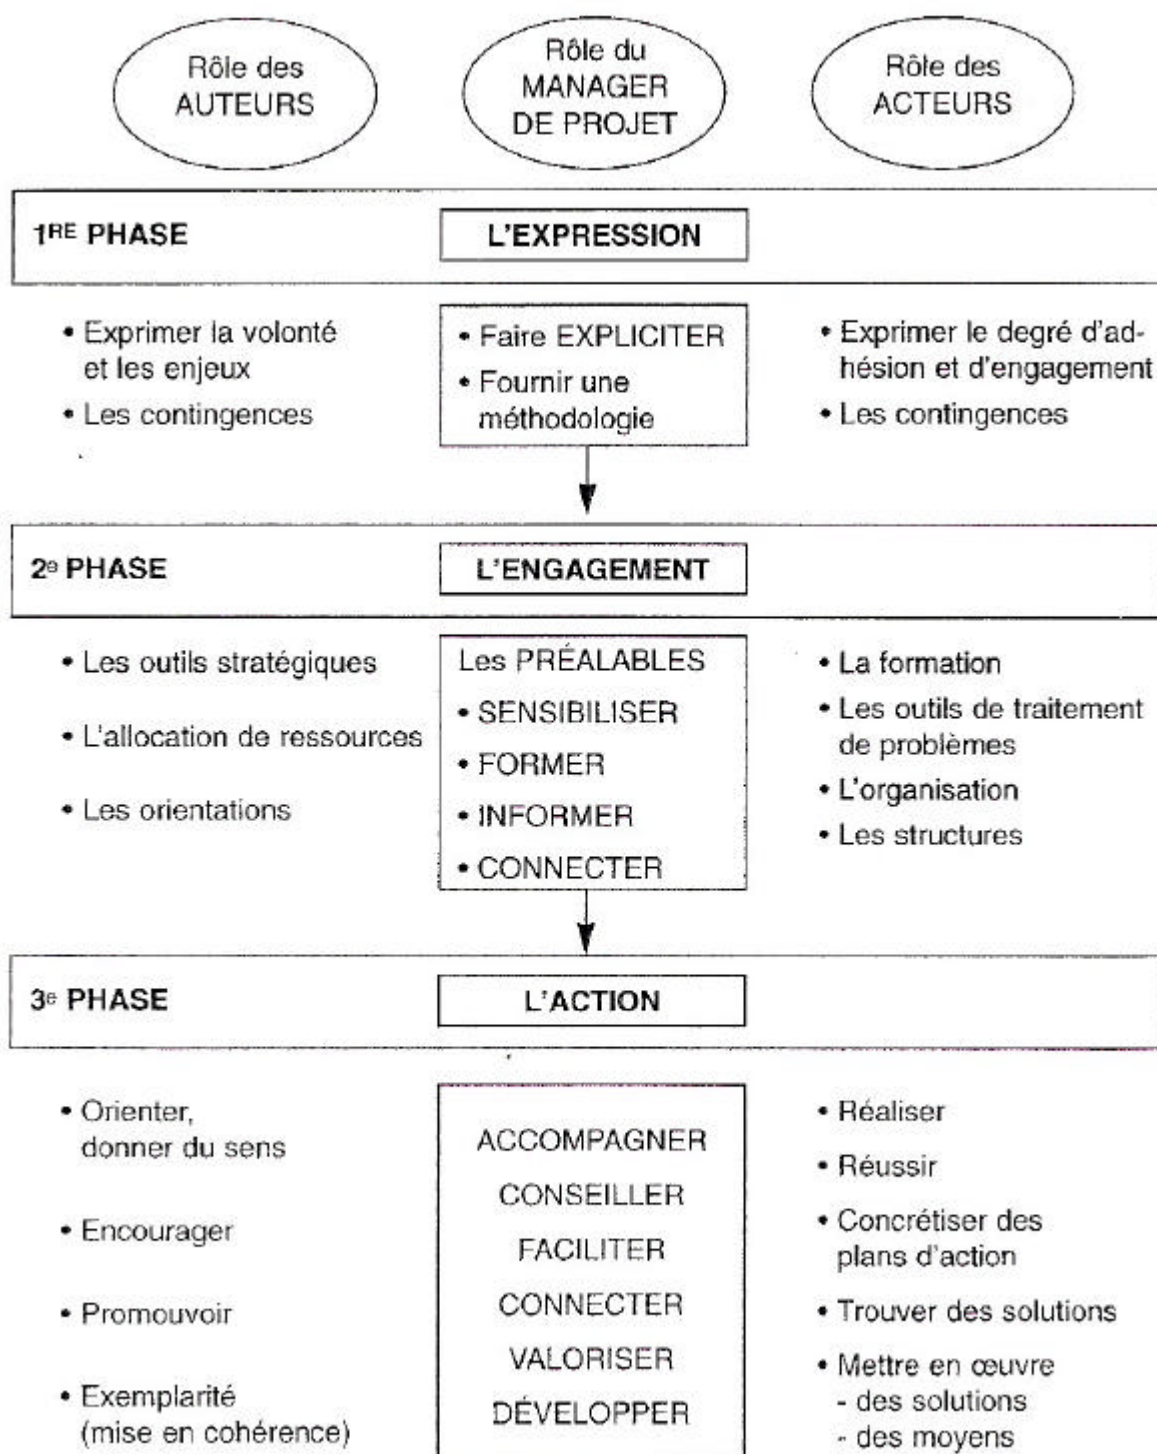 Rôle des
AUTEURS
Rôle du
MANAGER
DE PROJET
Rôle des
ACTEURS
1RE PHASE
L'EXPRESSION
• Exprimer la volonté
et les enjeux
• Les contingences
• Faire EXPLICITER
• Fournir une
méthodologie
• Exprimer le degré d'ad-
hésion et d'engagement
• Les contingences
2e PHASE
L'ENGAGEMENT
• Les outils stratégiques
• L'allocation de ressources
• Les orientations
Les PRÉALABLES
• SENSIBILISER
• FORMER
• INFORMER
• CONNECTER
• La formation
• Les outils de traitement
de problèmes
• L'organisation
• Les structures
3e PHASE
L'ACTION
• Orienter,
donner du sens
• Encourager
• Promouvoir
• Exemplarité
(mise en cohérence)
ACCOMPAGNER
CONSEILLER
FACILITER
CONNECTER
VALORISER
DÉVELOPPER
• Réaliser
• Réussir
• Concrétiser des
plans d'action
• Trouver des solutions
• Mettre en œuvre
- des solutions
- des moyens